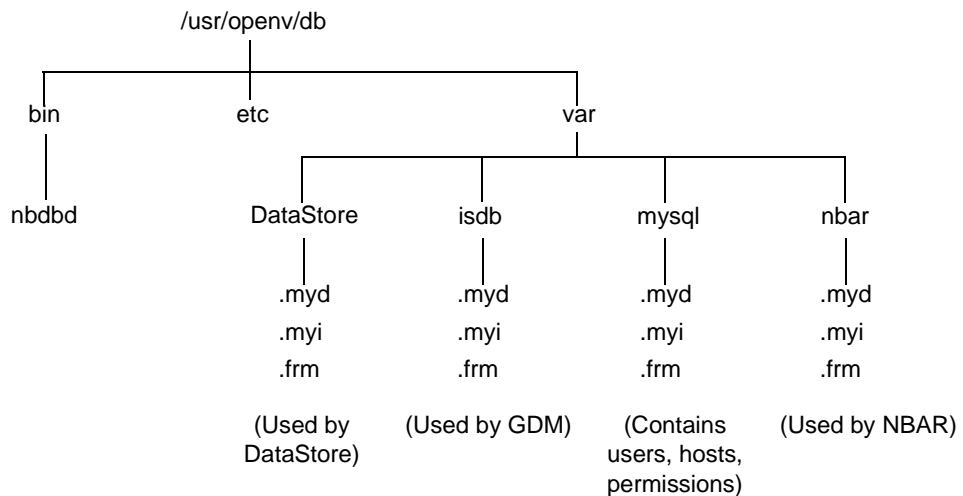 /usr/openv/db
bin etc var
nbdbd DataStore isdb mysql nbar
.myd .myd .myd .myd
.myi .myi .myi .myi
.frm .frm .frm .frm
(Used by (Used by GDM) (Contains (Used by NBAR)
DataStore) users, hosts,
permissions)